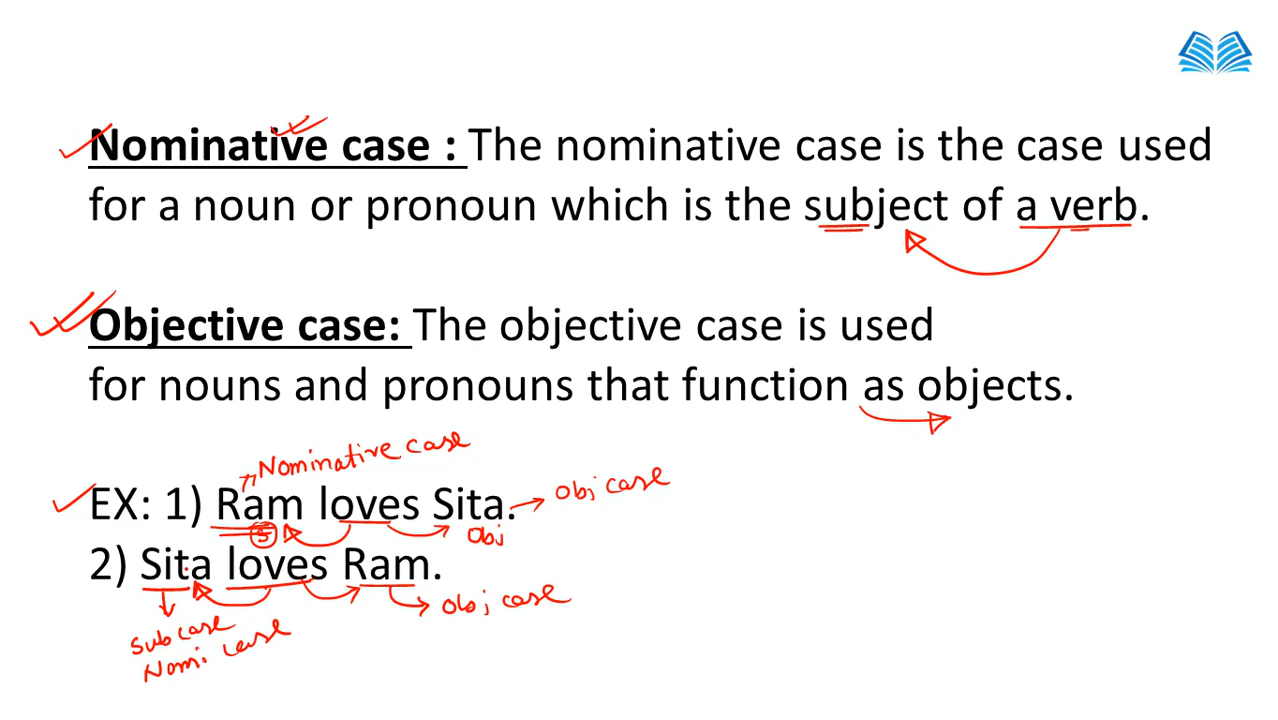 Nominative case : The nominative case is the case used
for a noun or pronoun which is the subject of a verb.
Objective case: The objective case is used
for nouns and pronouns that function as objects.
Nominative case
EX: 1) Ram loves Sita. Obj case
S Obj
2) Sita loves Ram.
Obj case
Sub case
Nomi case